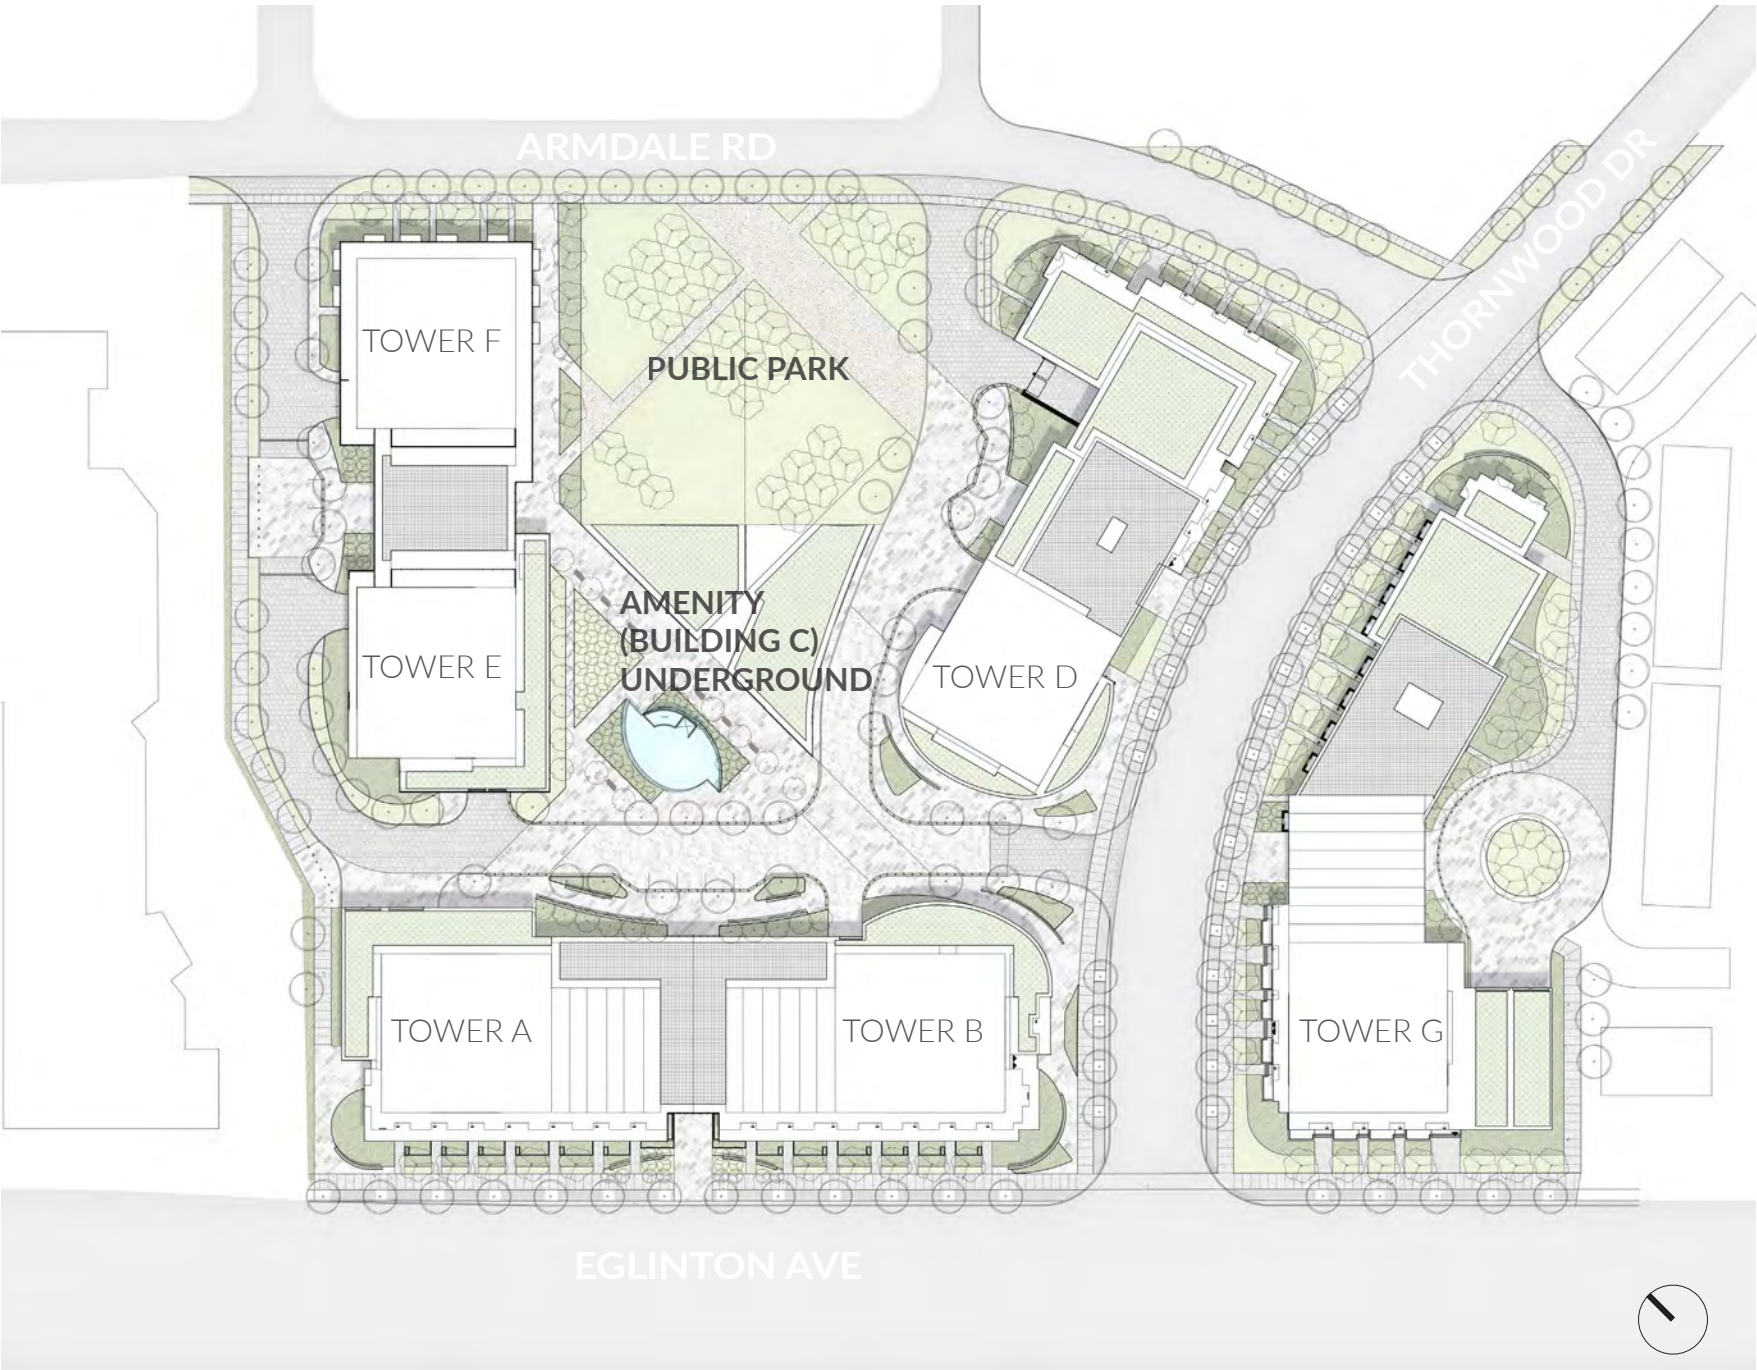 ARMDALE RD
THORNWOOD DR
TOWER F
PUBLIC PARK
AMENITY
(BUILDING C)
UNDERGROUND
TOWER E
TOWER D
TOWER A
TOWER B
TOWER G
EGLINTON AVE